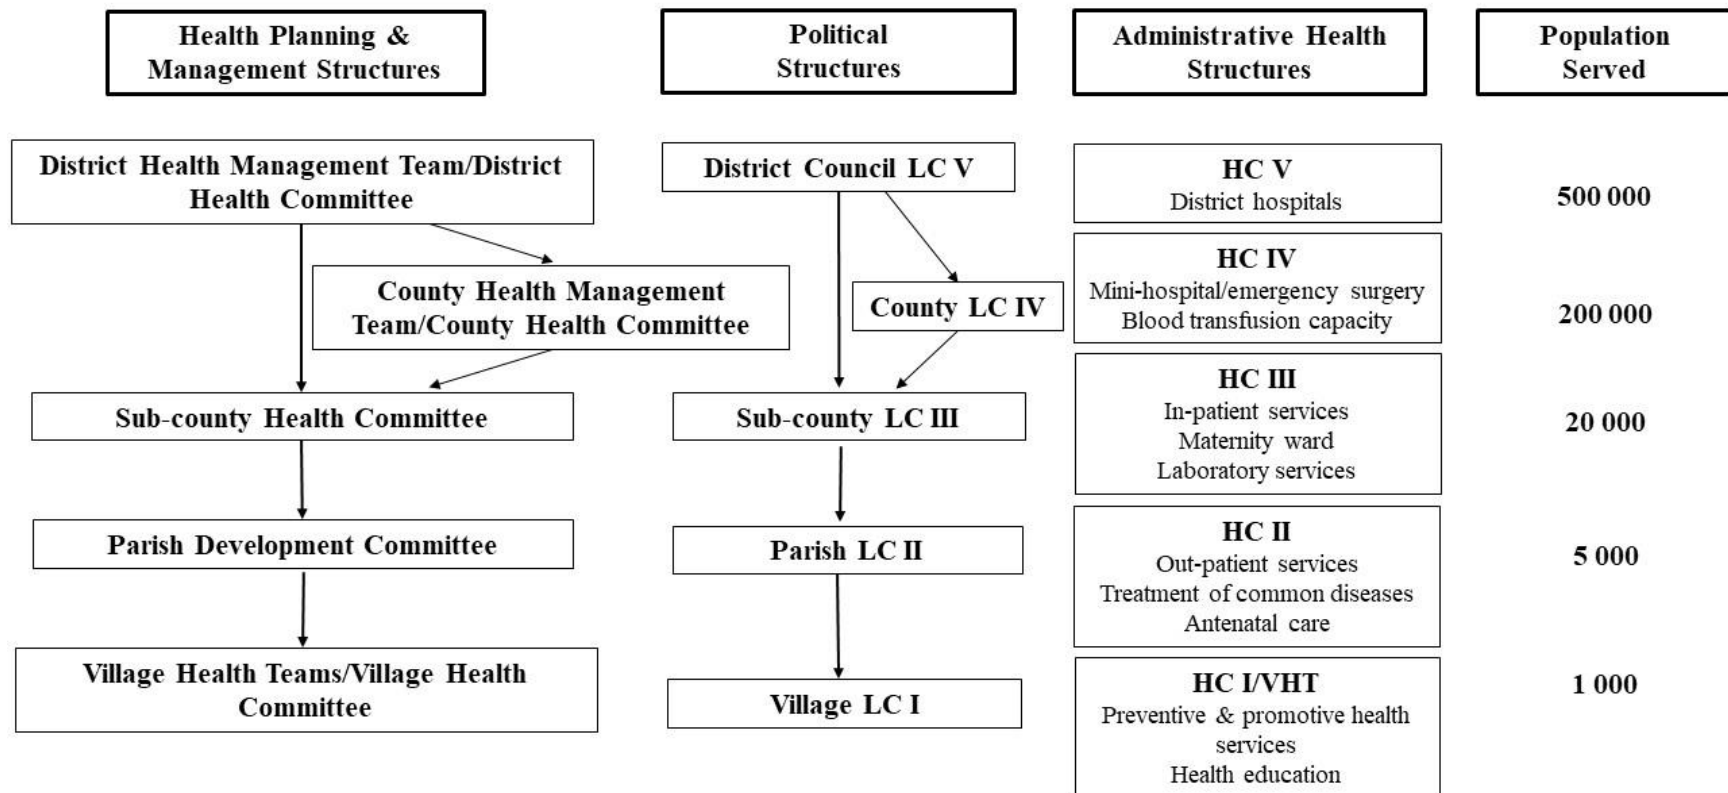 Health Planning &
Management Structures
Political
Structures
Administrative Health
Structures
Population
Served
District Health Management Team/District
Health Committee
District Council LC V
HC V
District hospitals
500 000
County Health Management
Team/County Health Committee
County LC IV
HC IV
Mini-hospital/emergency surgery
Blood transfusion capacity
200 000
Sub-county Health Committee
Sub-county LC III
HC III
In-patient services
Maternity ward
Laboratory services
20 000
Parish Development Committee
Parish LC II
HC II
Out-patient services
Treatment of common diseases
Antenatal care
5 000
Village Health Teams/Village Health
Committee
Village LC I
HC I/VHT
Preventive & promotive health
services
Health education
1 000